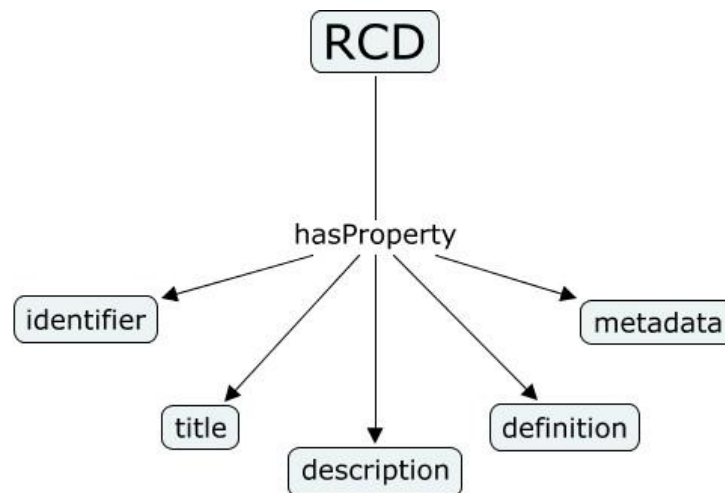 RCD
hasProperty
identifier
metadata
title
definition
description